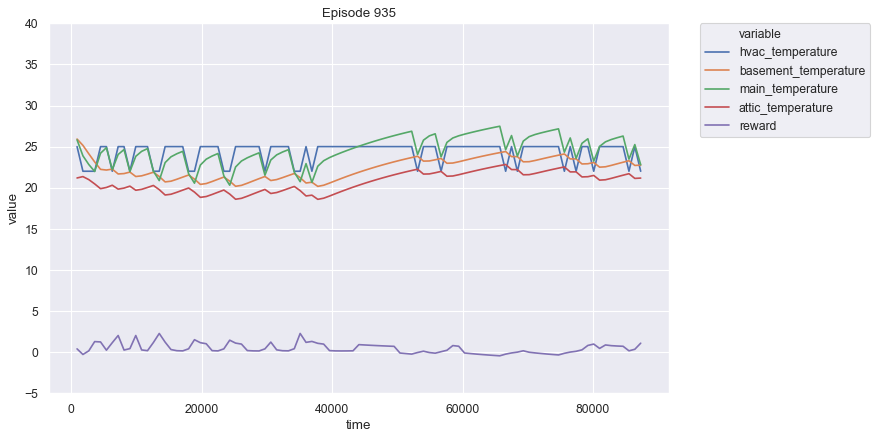 Episode 935
variable
hvac_temperature
basement_temperature
main_temperature
attic_temperature
reward
value
40
35
30
25
20
15
10
5
0
−5
0 20000 40000 60000 80000
time